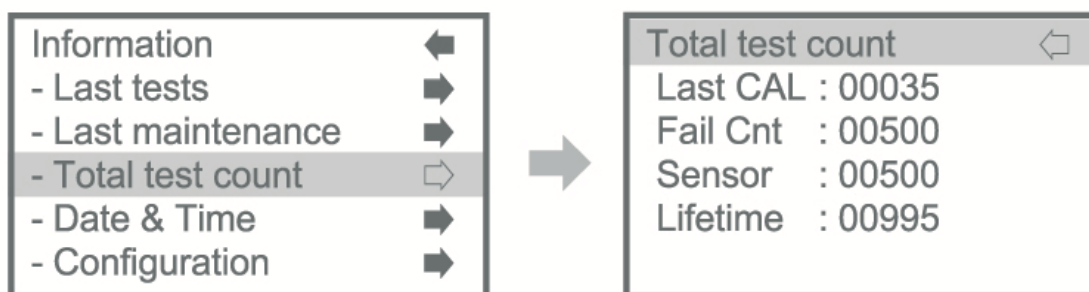 Information
- Last tests
- Last maintenance
- Total test count
- Date & Time
- Configuration
Total test count
Last CAL : 00035
Fail Cnt : 00500
Sensor : 00500
Lifetime : 00995